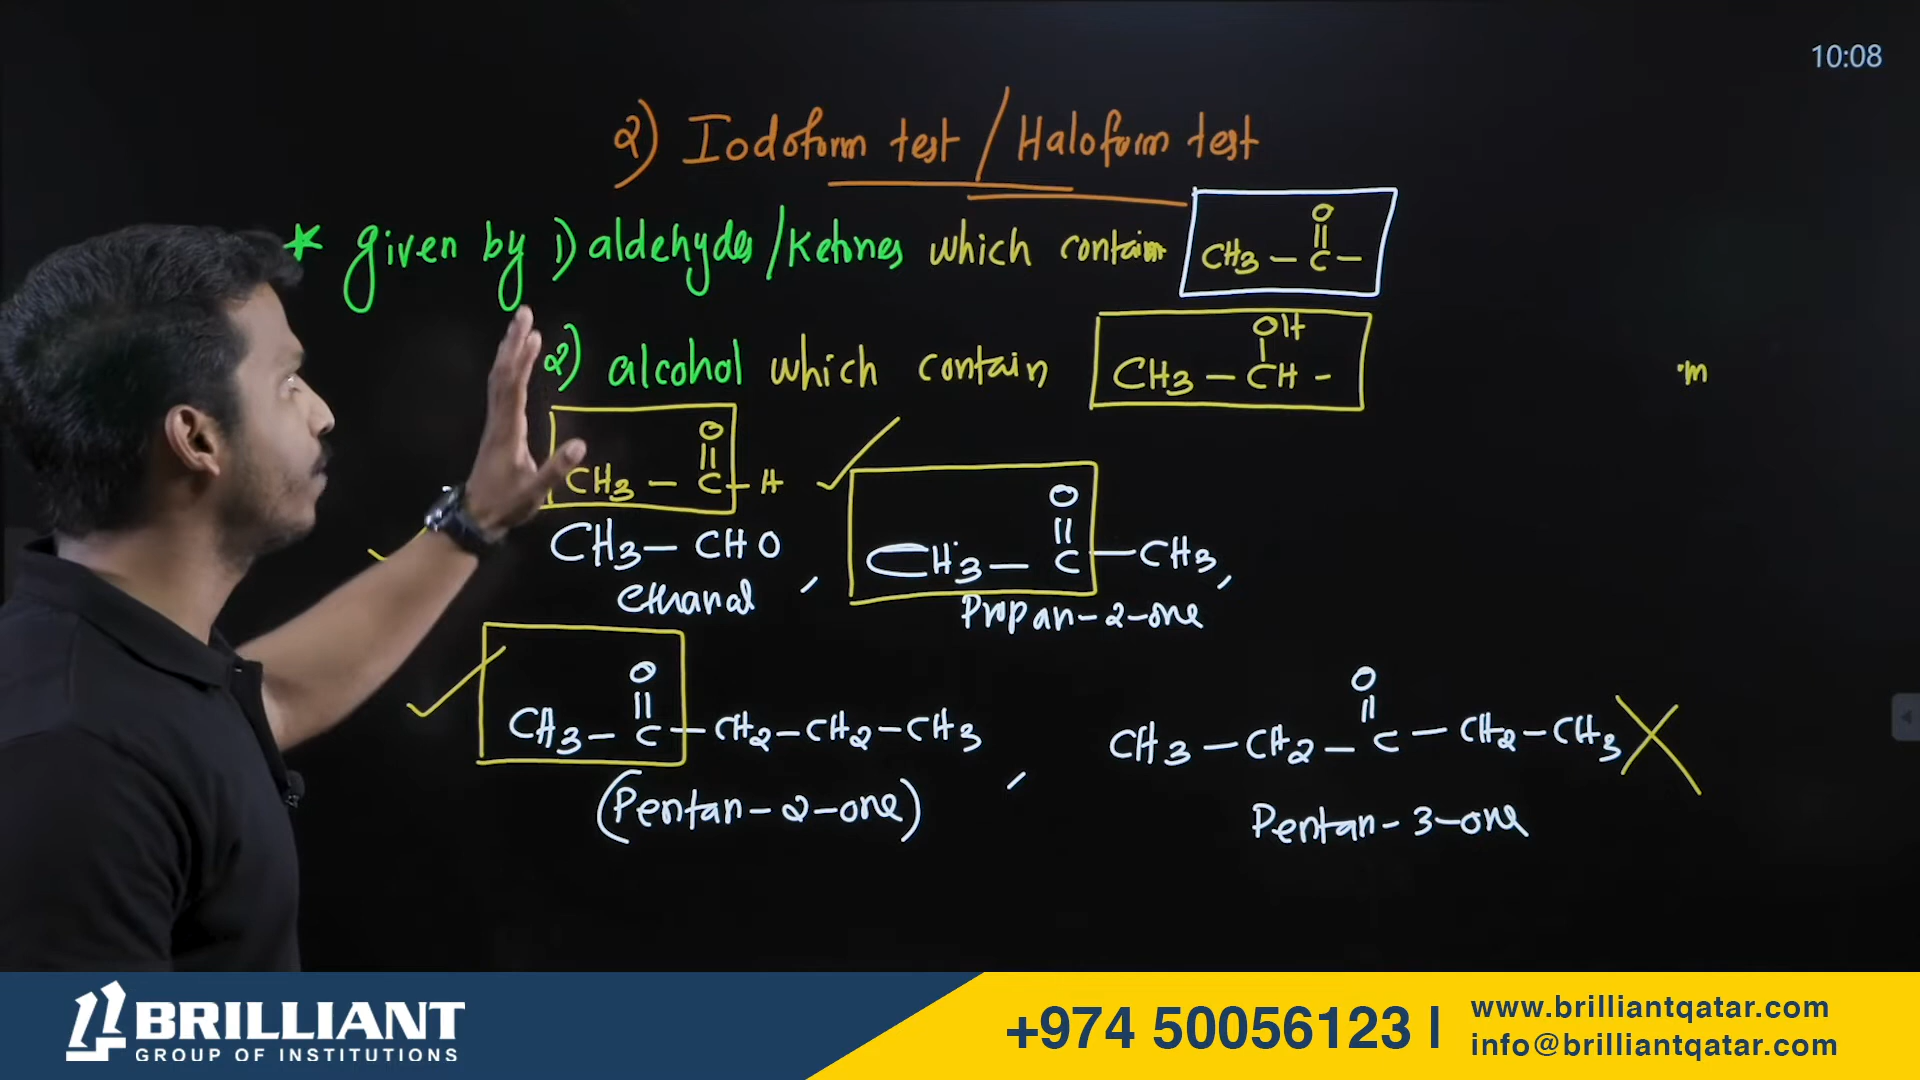 10:08
2) Iodoform test / Haloform test
* given by 1) aldehydes/Ketones which contain
O
||
CH3 – C –
2) alcohol which contain
OH
|
CH3 – CH -
m
O
||
CH3 – C – H
CH3 – CHO
ethanal ,
O
||
CH3 – C – CH3,
Propan-2-one
O
||
CH3 – C – CH2 – CH2 – CH3
(Pentan-2-one) ,
O
||
CH3 – CH2 – C – CH2 – CH3
Pentan-3-one
BRILLIANT
GROUP OF INSTITUTIONS
+974 50056123 |
www.brilliantqatar.com
info@brilliantqatar.com